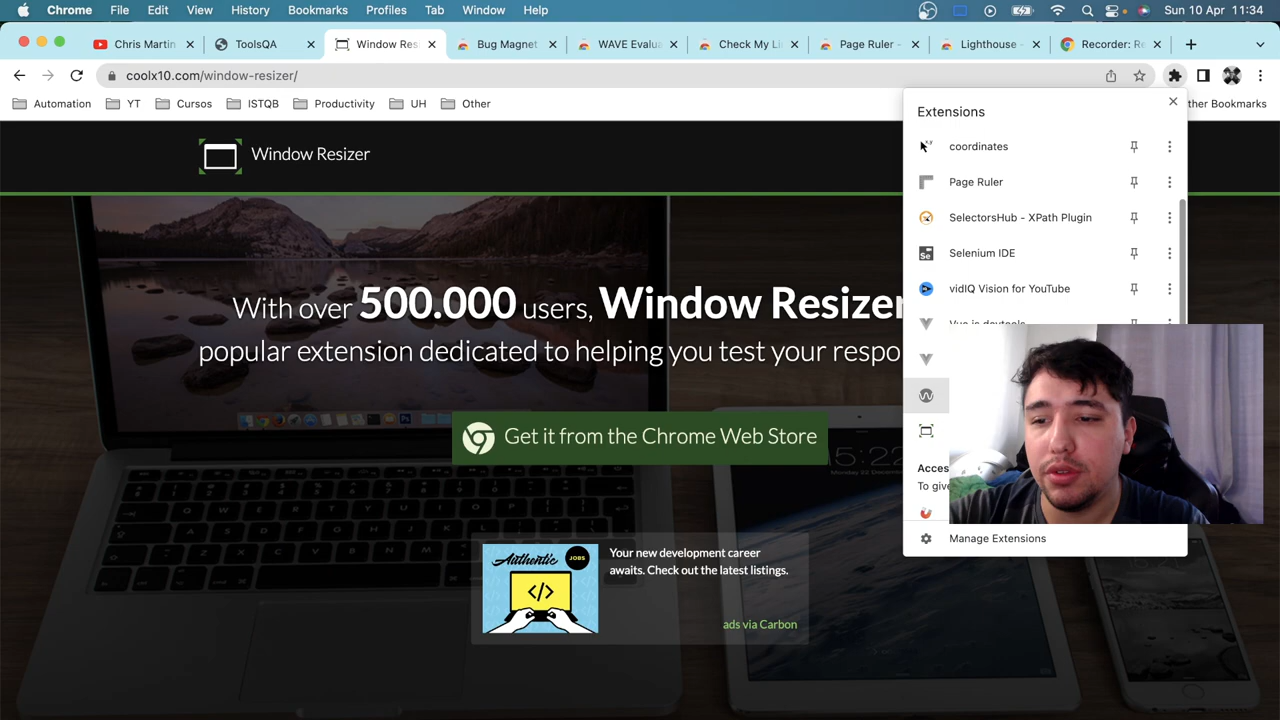 Chrome File Edit View History Bookmarks Profiles Tab Window Help Sun 10 Apr 11:34
Chris Martin ToolsQA Window Res Bug Magnet WAVE Evalua Check My Li Page Ruler - Lighthouse - Recorder: Re
coolx10.com/window-resizer/
Automation YT Cursos ISTQB Productivity UH Other ther Bookmarks
Extensions
coordinates
Page Ruler
SelectorsHub - XPath Plugin
Selenium IDE
vidIQ Vision for YouTube
Vue.js devtools
Acces
To give
Manage Extensions
Window Resizer
With over 500.000 users, Window Resizer
popular extension dedicated to helping you test your respo
Get it from the Chrome Web Store
Authentic JOBS
</>
Your new development career
awaits. Check out the latest listings.
ads via Carbon